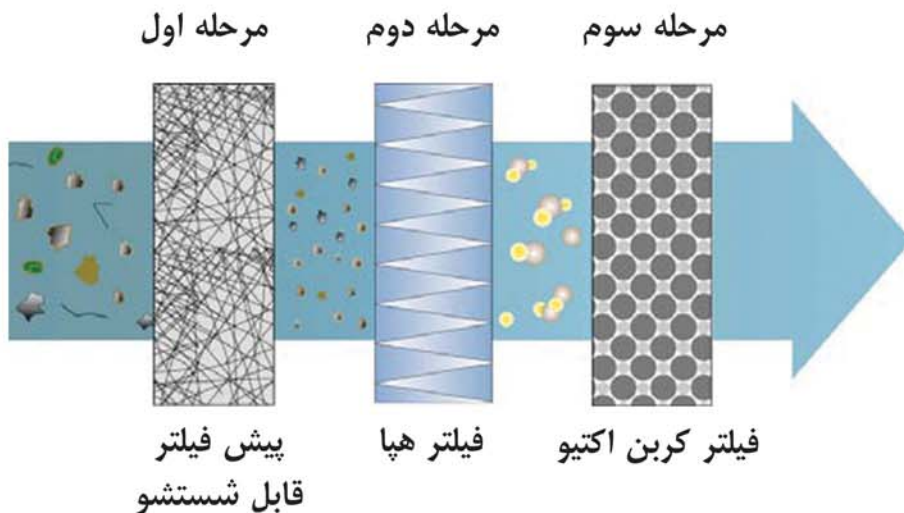 مرحله اول
مرحله دوم
مرحله سوم
پیش فیلتر
قابل شستشو
فیلتر هپا
فیلتر کربن اکتیو